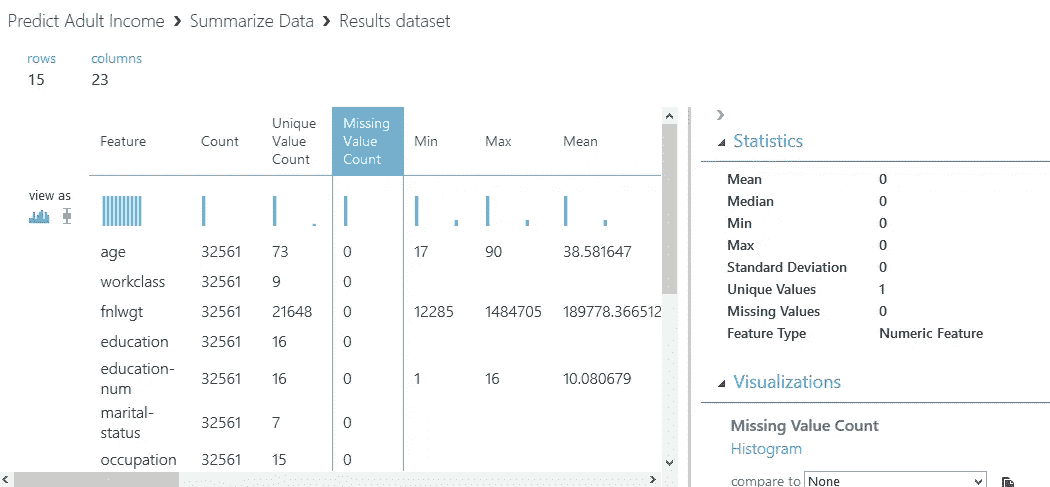 Predict Adult Income > Summarize Data > Results dataset
rows columns
15 23
Feature Count Unique Value Count Missing Value Count Min Max Mean
view as
age 32561 73 0 17 90 38.581647
workclass 32561 9 0
fnlwgt 32561 21648 0 12285 1484705 189778.366512
education 32561 16 0
education-num 32561 16 0 1 16 10.080679
marital-status 32561 7 0
occupation 32561 15 0
Statistics
Mean 0
Median 0
Min 0
Max 0
Standard Deviation 0
Unique Values 1
Missing Values 0
Feature Type Numeric Feature
Visualizations
Missing Value Count
Histogram
compare to None